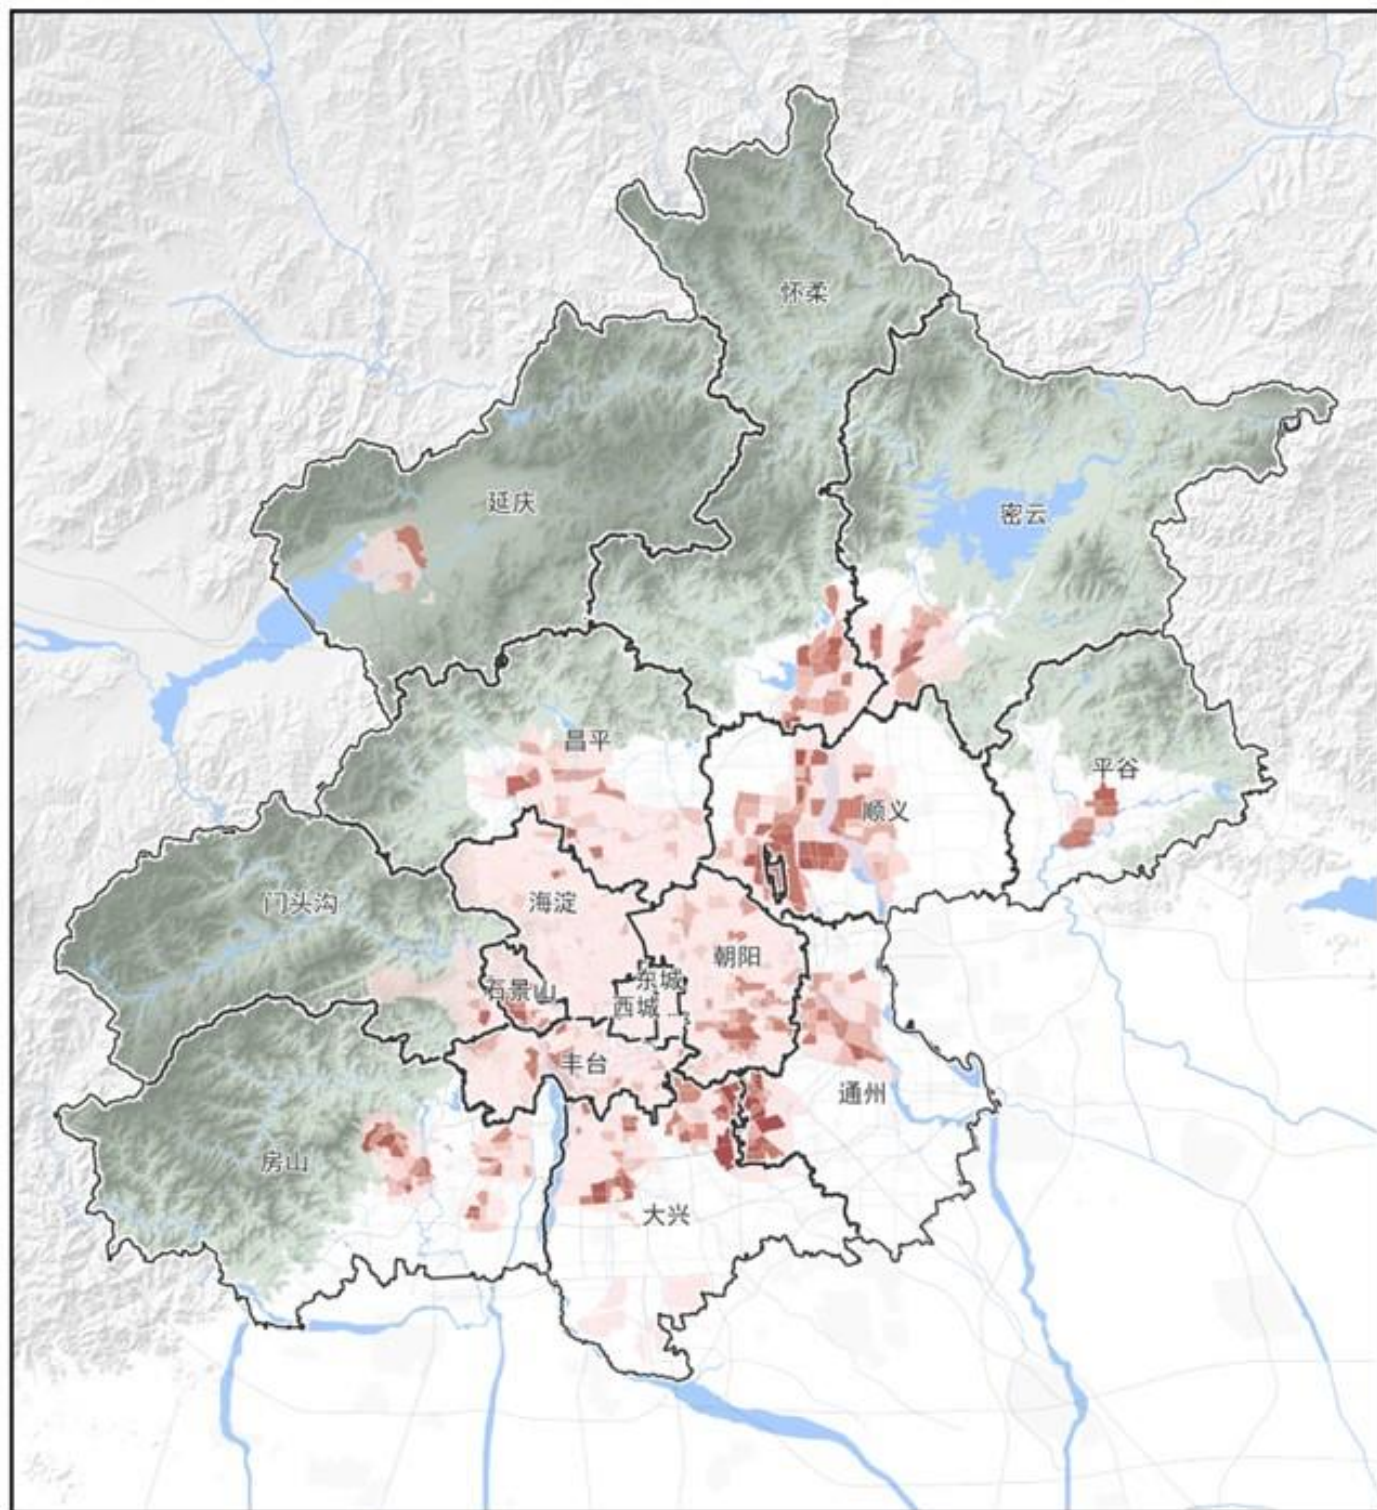 怀柔
延庆
密云
昌平
平谷
顺义
门头沟
海淀
朝阳
东城
石景山
西城
丰台
通州
房山
大兴